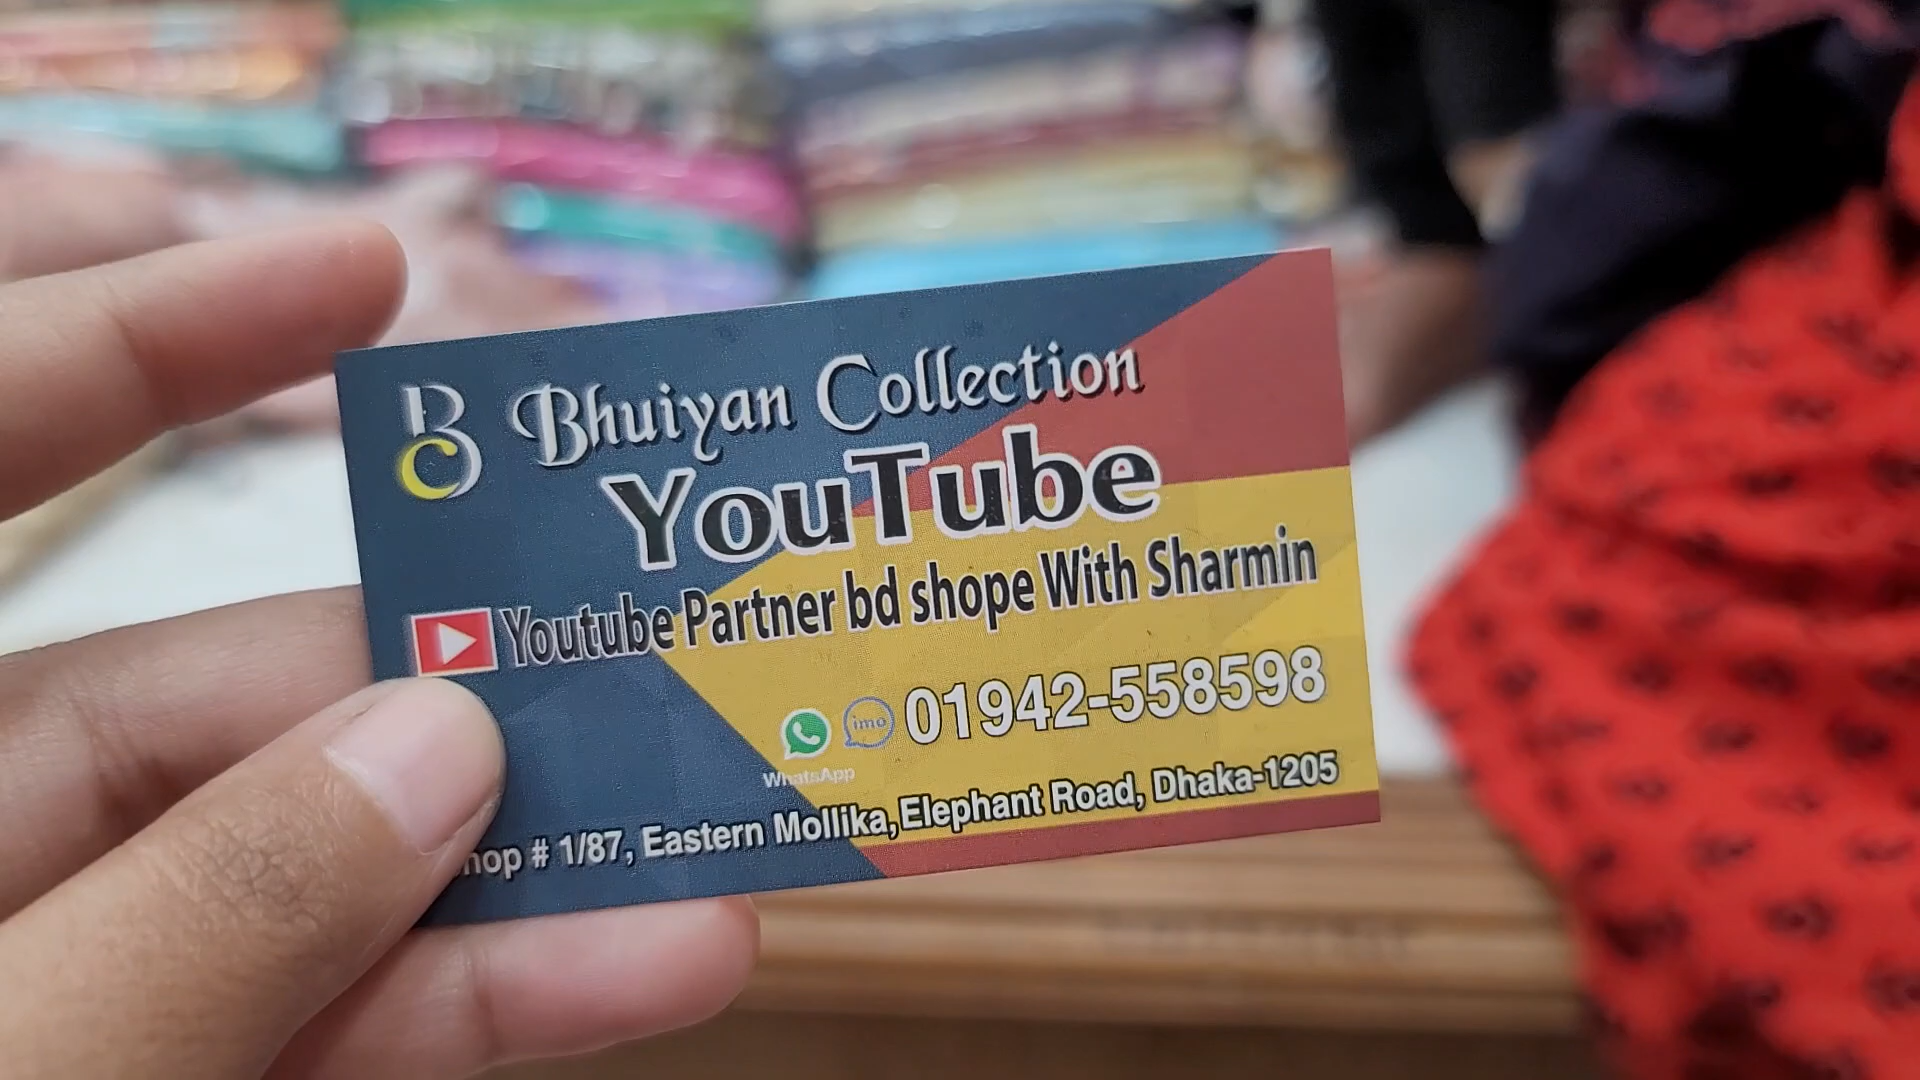 BC Bhuiyan Collection
YouTube
Youtube Partner bd shope With Sharmin
imo 01942-558598
WhatsApp
hop # 1/87, Eastern Mollika, Elephant Road, Dhaka-1205